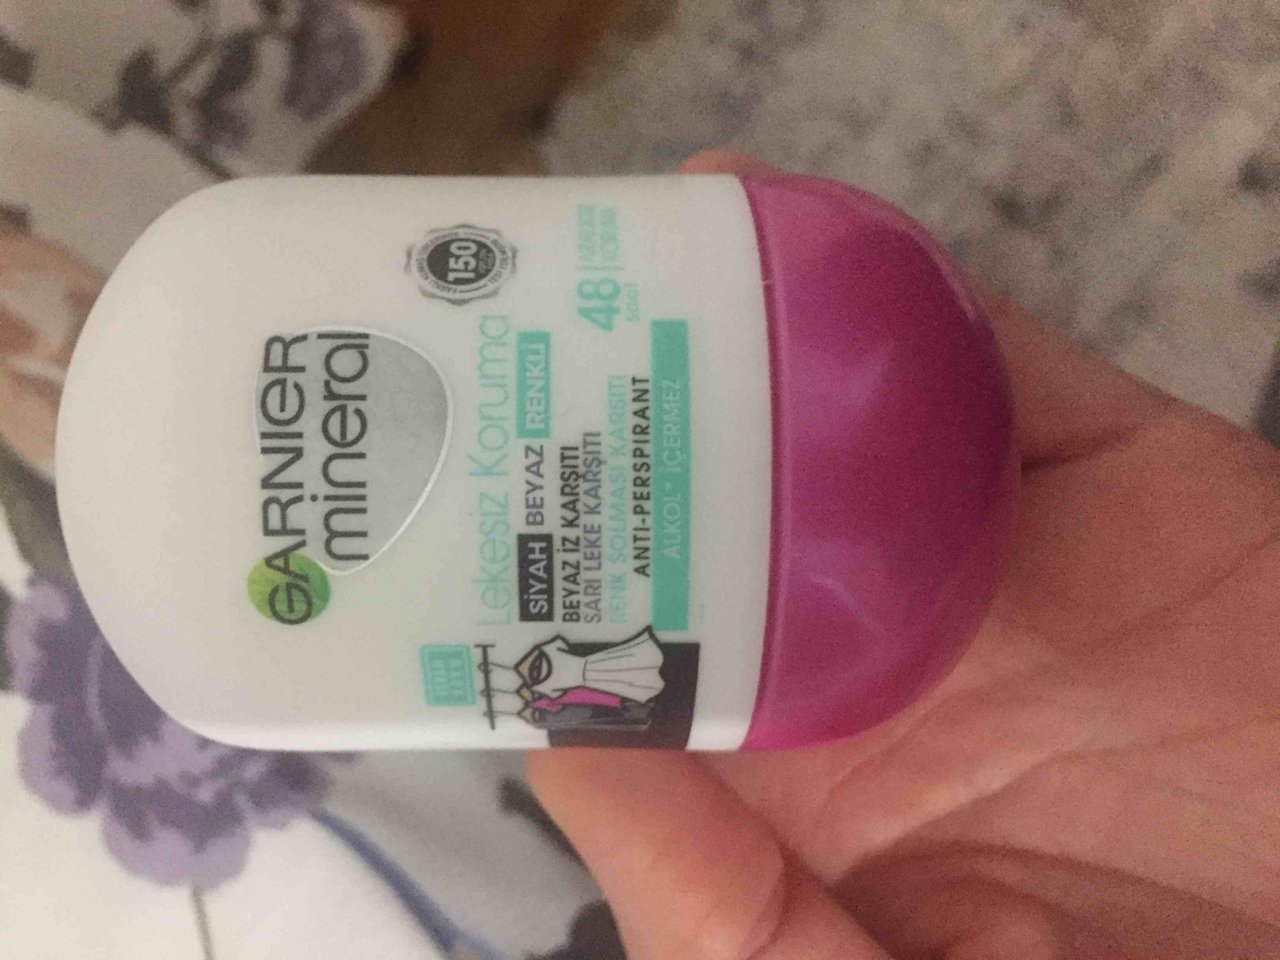 GARNIER
mineral
150
Lekesiz Koruma
SİYAH BEYAZ RENKLİ
BEYAZ İZ KARŞITI
SARI LEKE KARŞITI
RENK SOLMASI KARŞITI
ANTI-PERSPIRANT
48
SAAT
ALKOL* İÇERMEZ